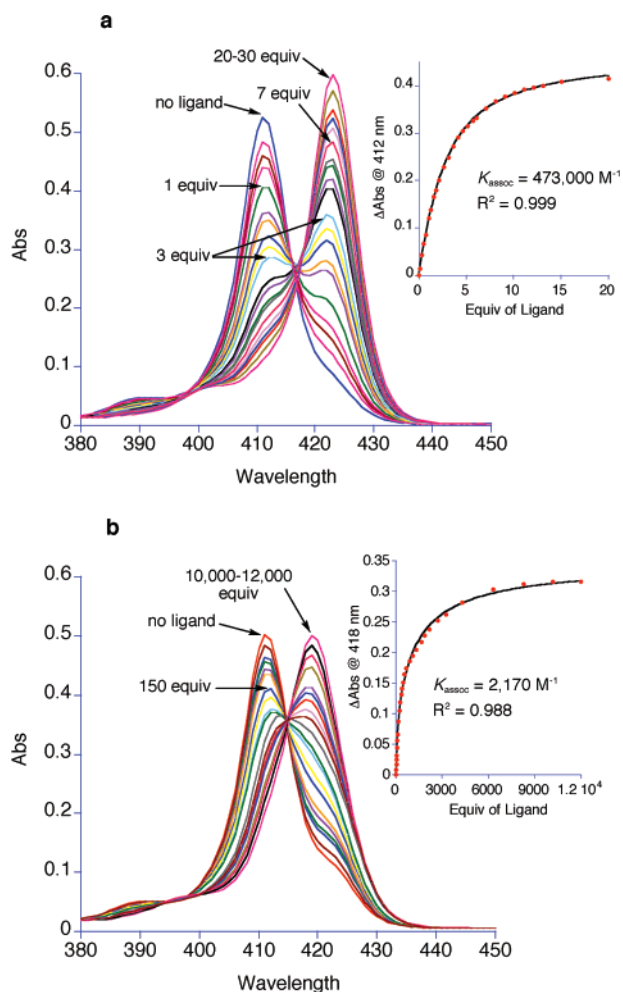 a
0.6
0.5
0.4
0.3
0.2
0.1
0
Abs
380 390 400 410 420 430 440 450
Wavelength
no ligand
20-30 equiv
7 equiv
1 equiv
3 equiv
0.4
0.3
0.2
0.1
0
ΔAbs @ 412 nm
Kassoc = 473,000 M⁻¹
R² = 0.999
0 5 10 15 20
Equiv of Ligand
b
0.6
0.5
0.4
0.3
0.2
0.1
0
Abs
380 390 400 410 420 430 440 450
Wavelength
10,000-12,000
equiv
no ligand
150 equiv
0.35
0.3
0.25
0.2
0.15
0.1
0.05
0
ΔAbs @ 418 nm
Kassoc = 2,170 M⁻¹
R² = 0.988
0 3000 6000 9000 1.2 10⁴
Equiv of Ligand